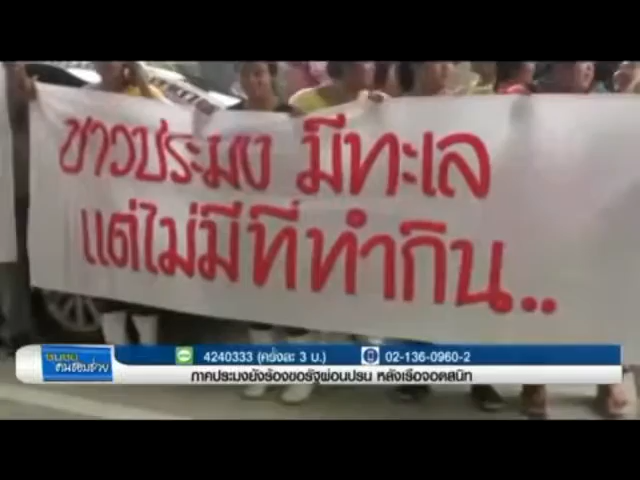 ชาวประมง มีทะเล
แต่ไม่มีที่ทำกิน..
4240333 (ครั้งละ 3 บ.)
02-136-0960-2
ภาคประมงยังร้องขอรัฐผ่อนปรน หลังเรือจอดสนิท